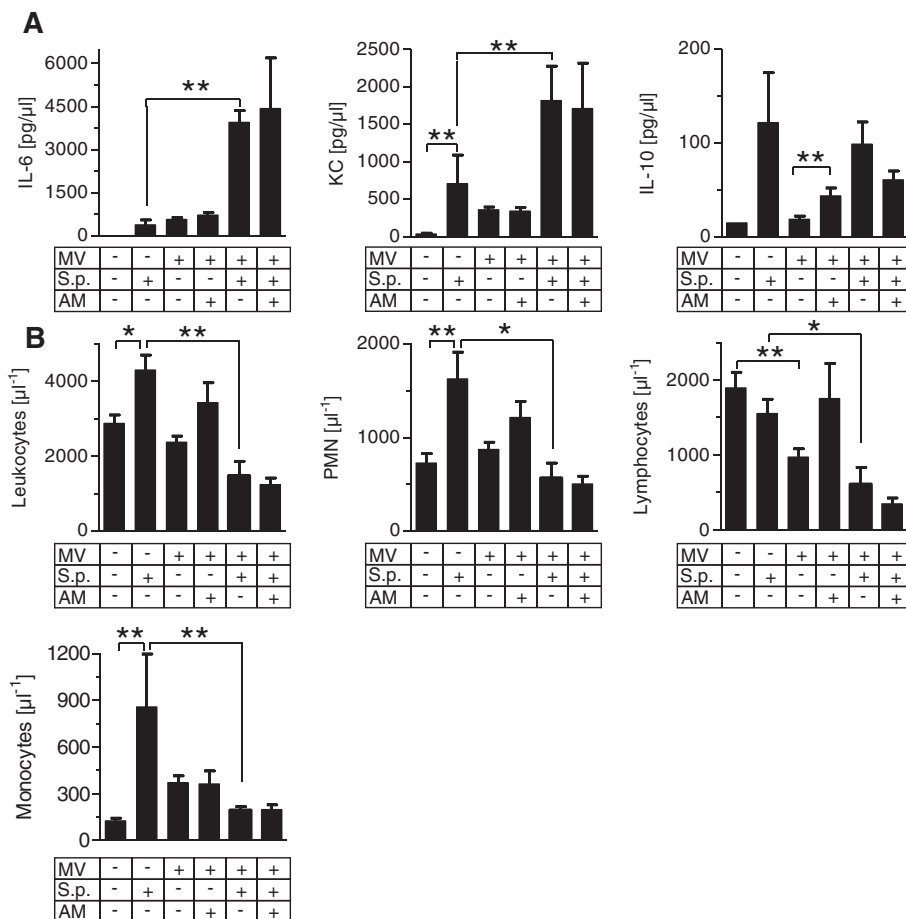 A
IL-6 [pg/µl]
6000
4500
3000
1500
0
**
KC [pg/µl]
2500
2000
1500
1000
500
0
**
**
IL-10 [pg/µl]
200
100
0
**
MV - - + + + +
S.p. - + - - + +
AM - - - + - +
MV - - + + + +
S.p. - + - - + +
AM - - - + - +
MV - - + + + +
S.p. - + - - + +
AM - - - + - +
B
Leukocytes [µl⁻¹]
4000
2000
0
*
**
PMN [µl⁻¹]
2000
1000
0
**
*
Lymphocytes [µl⁻¹]
2000
1000
0
**
*
MV - - + + + +
S.p. - + - - + +
AM - - - + - +
MV - - + + + +
S.p. - + - - + +
AM - - - + - +
MV - - + + + +
S.p. - + - - + +
AM - - - + - +
Monocytes [µl⁻¹]
1200
900
600
300
0
**
**
MV - - + + + +
S.p. - + - - + +
AM - - - + - +